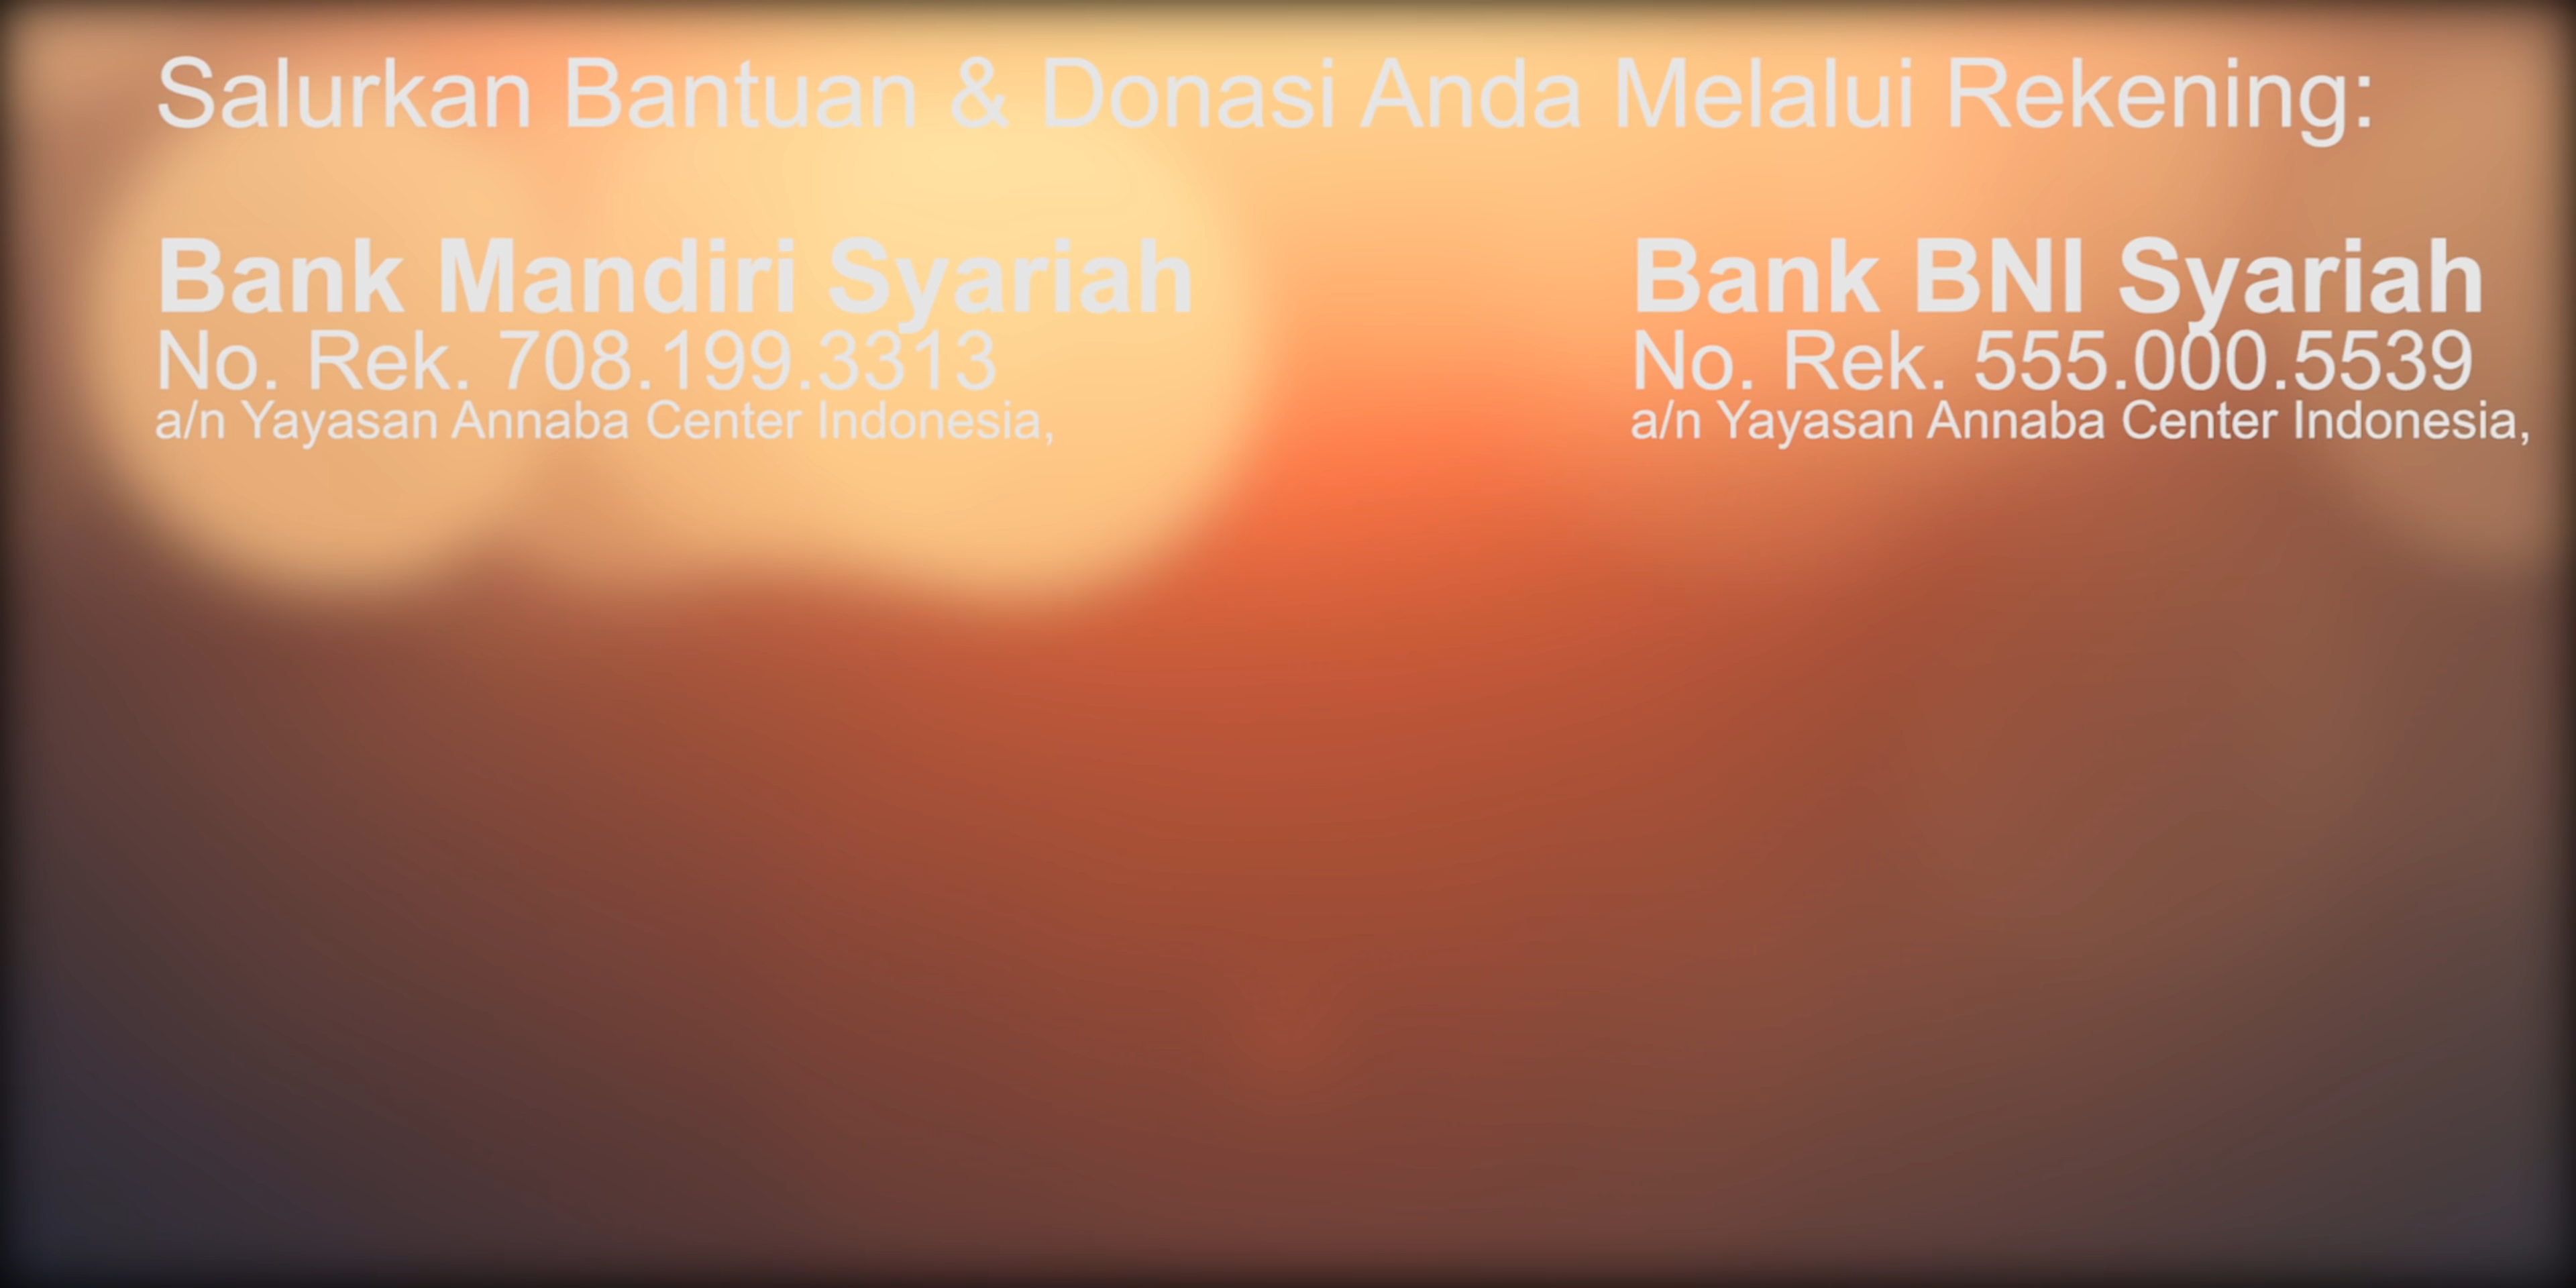 Salurkan Bantuan & Donasi Anda Melalui Rekening:
Bank Mandiri Syariah
No. Rek. 708.199.3313
a/n Yayasan Annaba Center Indonesia,
Bank BNI Syariah
No. Rek. 555.000.5539
a/n Yayasan Annaba Center Indonesia,